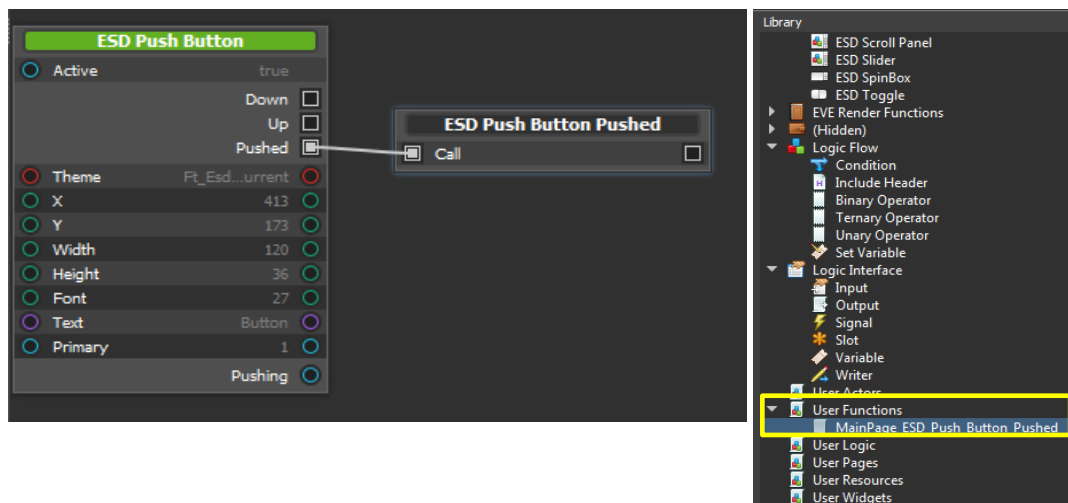 ESD Push Button
Active true
Down
Up
Pushed
Theme Ft_Esd...urrent
X 413
Y 173
Width 120
Height 36
Font 27
Text Button
Primary 1
Pushing
ESD Push Button Pushed
Call
Library
ESD Scroll Panel
ESD Slider
ESD SpinBox
ESD Toggle
EVE Render Functions
(Hidden)
Logic Flow
Condition
Include Header
Binary Operator
Ternary Operator
Unary Operator
Set Variable
Logic Interface
Input
Output
Signal
Slot
Variable
Writer
User Actors
User Functions
MainPage_ESD_Push_Button_Pushed
User Logic
User Pages
User Resources
User Widgets